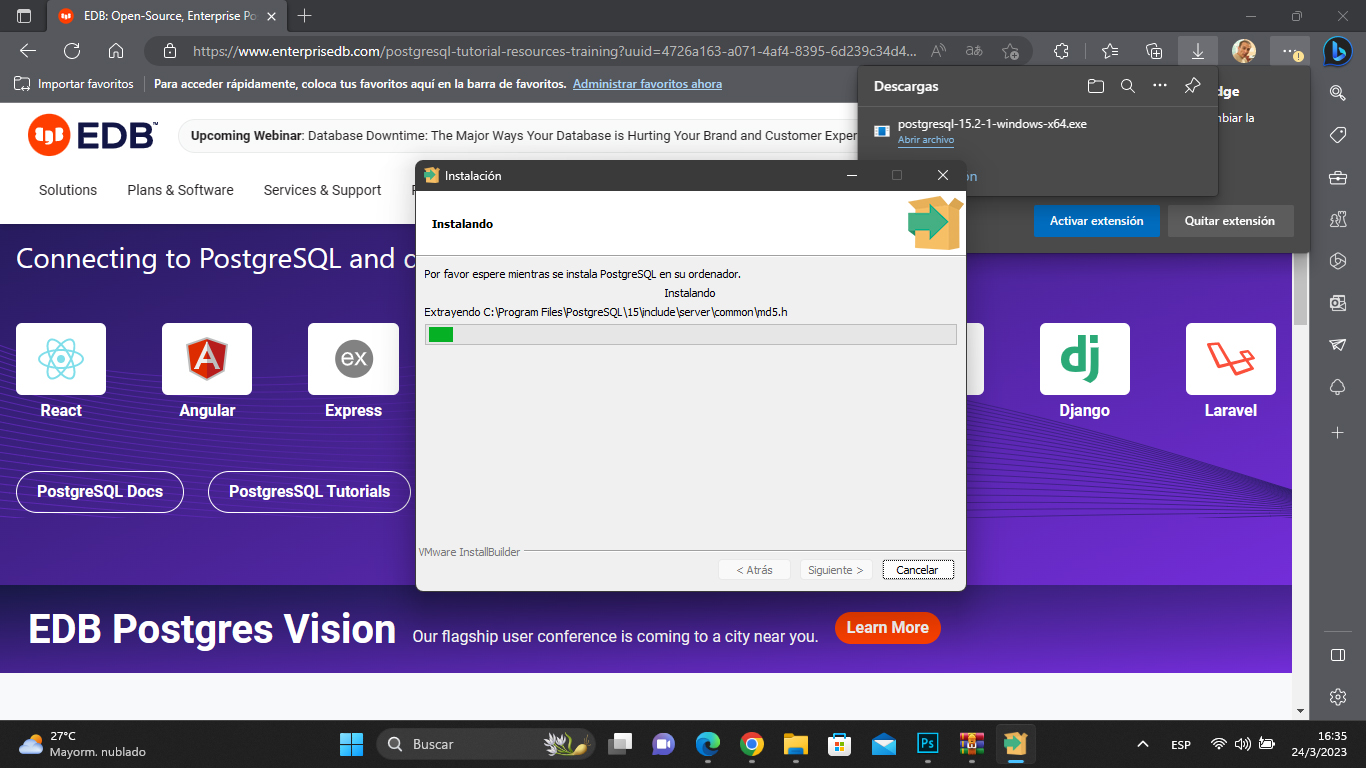 EDB: Open-Source, Enterprise Po
https://www.enterprisedb.com/postgresql-tutorial-resources-training?uuid=4726a163-a071-4af4-8395-6d239c34d4...
Importar favoritos
Para acceder rápidamente, coloca tus favoritos aquí en la barra de favoritos. Administrar favoritos ahora
Descargas
dge
postgresql-15.2-1-windows-x64.exe
Abrir archivo
mbiar la
ón
Activar extensión
Quitar extensión
EDB™
Upcoming Webinar: Database Downtime: The Major Ways Your Database is Hurting Your Brand and Customer Exper
Solutions
Plans & Software
Services & Support
Connecting to PostgreSQL and c
Instalación
Instalando
Por favor espere mientras se instala PostgreSQL en su ordenador.
Instalando
Extrayendo C:\Program Files\PostgreSQL\15\include\server\common\md5.h
VMware InstallBuilder
< Atrás
Siguiente >
Cancelar
React
Angular
ex
Express
dj
Django
Laravel
PostgreSQL Docs
PostgresSQL Tutorials
EDB Postgres Vision
Our flagship user conference is coming to a city near you.
Learn More
27°C
Mayorm. nublado
Buscar
Ps
ESP
16:35
24/3/2023